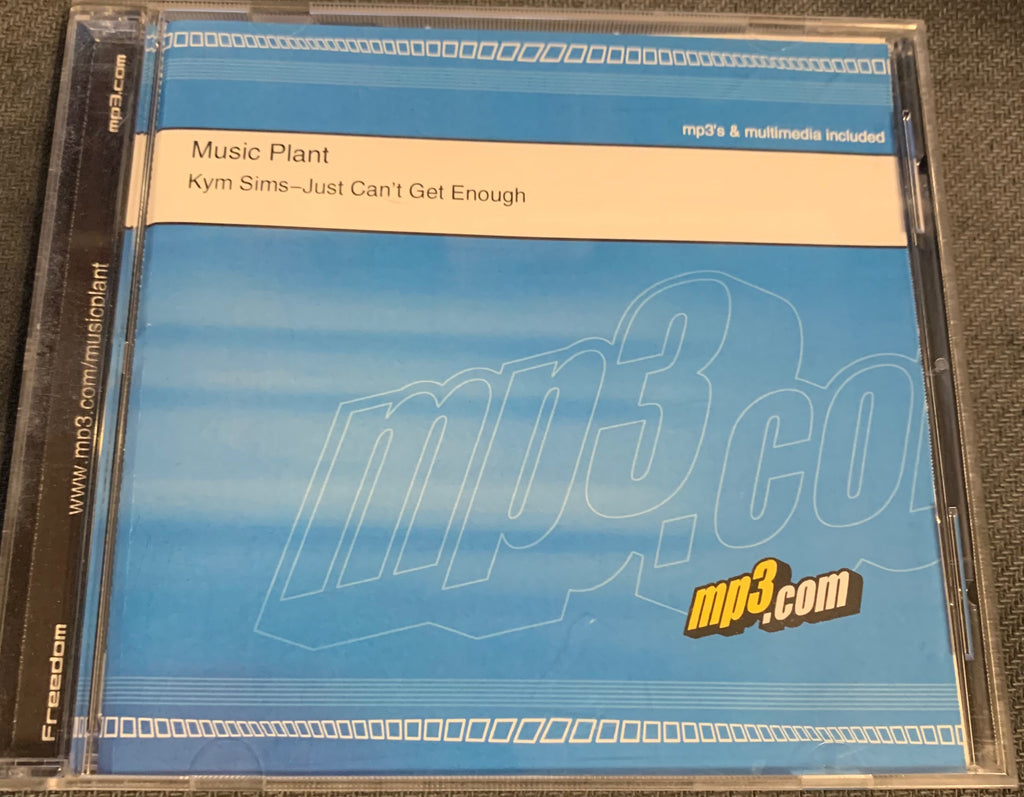 mp3.com
www.mp3.com/musicplant
Freedom
mp3's & multimedia included
Music Plant
Kym Sims–Just Can't Get Enough
mp3.co
mp3.com